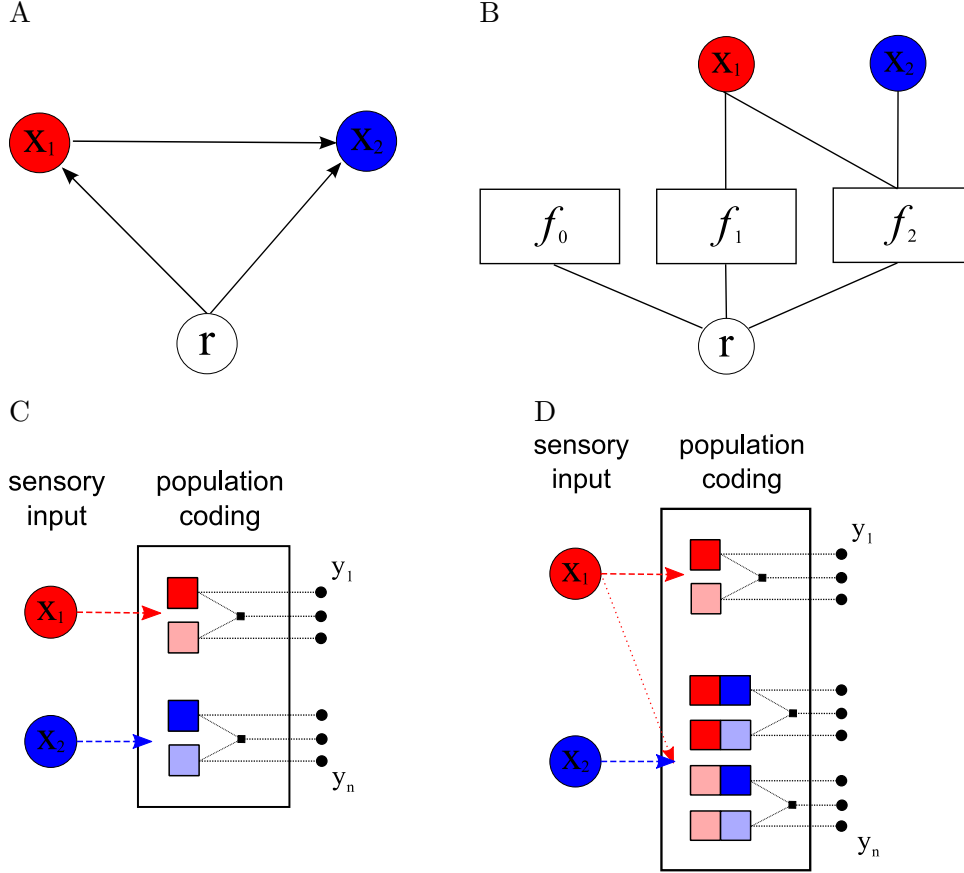 A
X₁
X₂
r
B
X₁
X₂
f₀
f₁
f₂
r
C
sensory
input
population
coding
X₁
X₂
y₁
yₙ
D
sensory
input
population
coding
X₁
X₂
y₁
yₙ